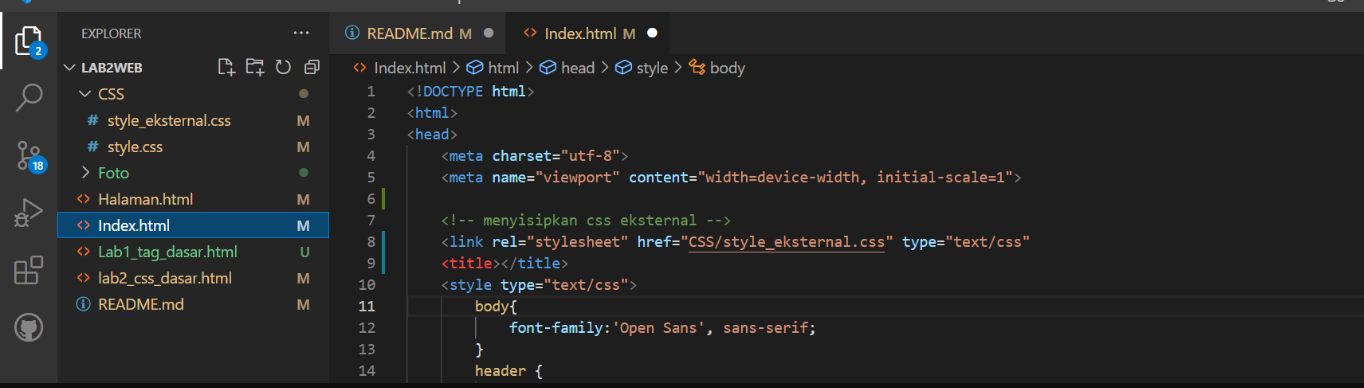 EXPLORER ...
README.md M
Index.html M
2
LAB2WEB
Index.html > html > head > style > body
CSS
1 <!DOCTYPE html>
# style_eksternal.css M
2 <html>
# style.css M
3 <head>
18
4 <meta charset="utf-8">
Foto
5 <meta name="viewport" content="width=device-width, initial-scale=1">
Halaman.html M
6
Index.html M
7 <!-- menyisipkan css eksternal -->
Lab1_tag_dasar.html U
8 <link rel="stylesheet" href="CSS/style_eksternal.css" type="text/css"
lab2_css_dasar.html M
9 <title></title>
README.md M
10 <style type="text/css">
11 body{
12 font-family:'Open Sans', sans-serif;
13 }
14 header {